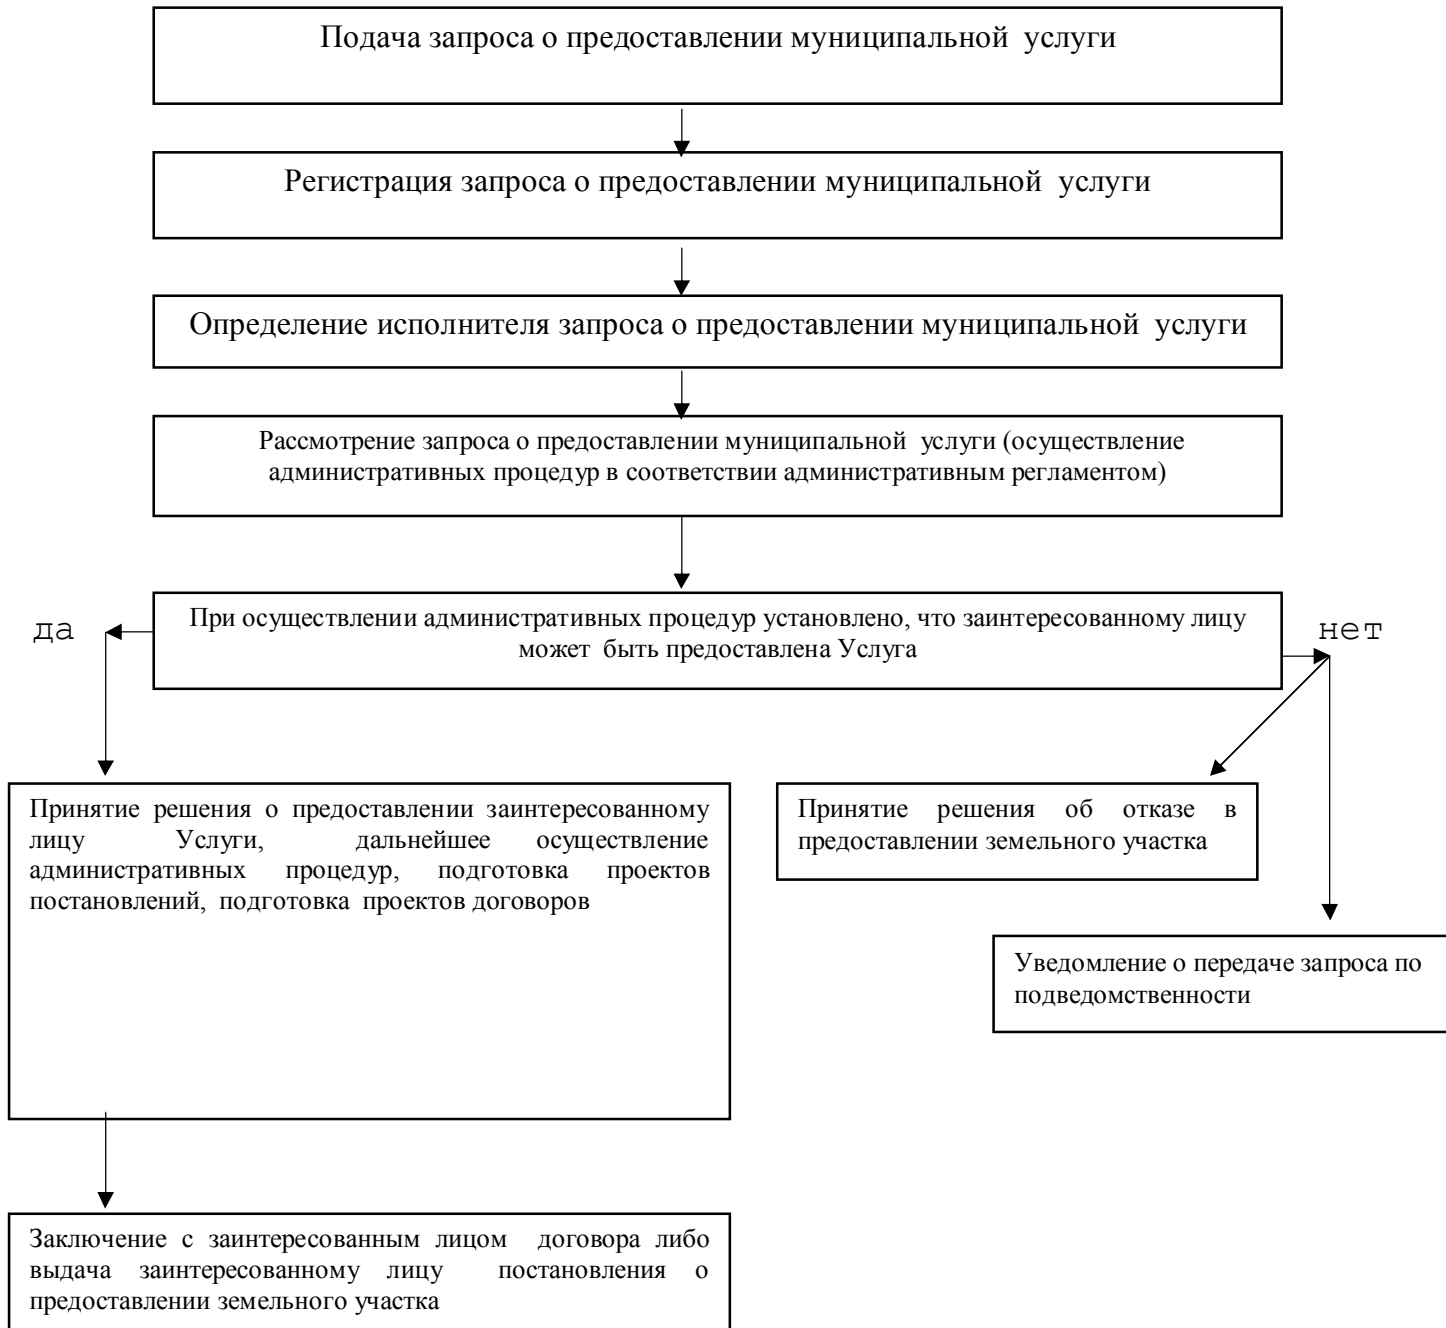 Подача запроса о предоставлении муниципальной услуги
Регистрация запроса о предоставлении муниципальной услуги
Определение исполнителя запроса о предоставлении муниципальной услуги
Рассмотрение запроса о предоставлении муниципальной услуги (осуществление
административных процедур в соответствии административным регламентом)
При осуществлении административных процедур установлено, что заинтересованному лицу
может быть предоставлена Услуга
да
нет
Принятие решения о предоставлении заинтересованному
лицу Услуги, дальнейшее осуществление
административных процедур, подготовка проектов
постановлений, подготовка проектов договоров
Принятие решения об отказе в
предоставлении земельного участка
Уведомление о передаче запроса по
подведомственности
Заключение с заинтересованным лицом договора либо
выдача заинтересованному лицу постановления о
предоставлении земельного участка